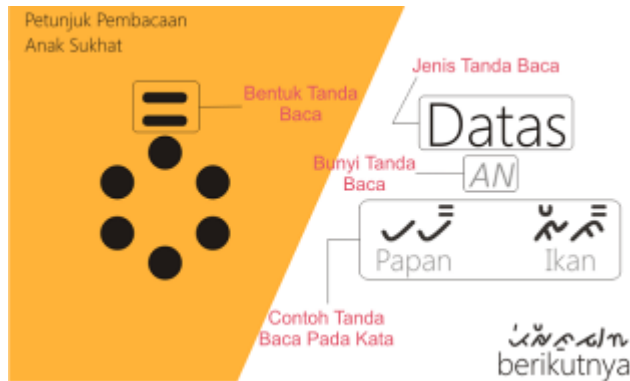 Petunjuk Pembacaan
Anak Sukhat
Bentuk Tanda
Baca
Jenis Tanda Baca
Datas
Bunyi Tanda
Baca
AN
Papan
Ikan
Contoh Tanda
Baca Pada Kata
berikutnya